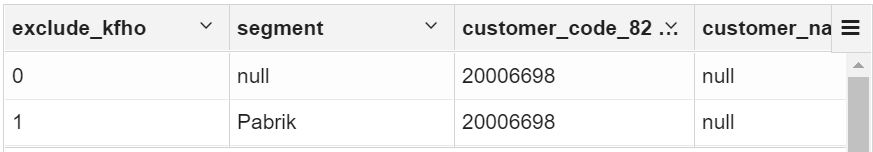 exclude_kfho segment customer_code_82 ... customer_na
0 null 20006698 null
1 Pabrik 20006698 null